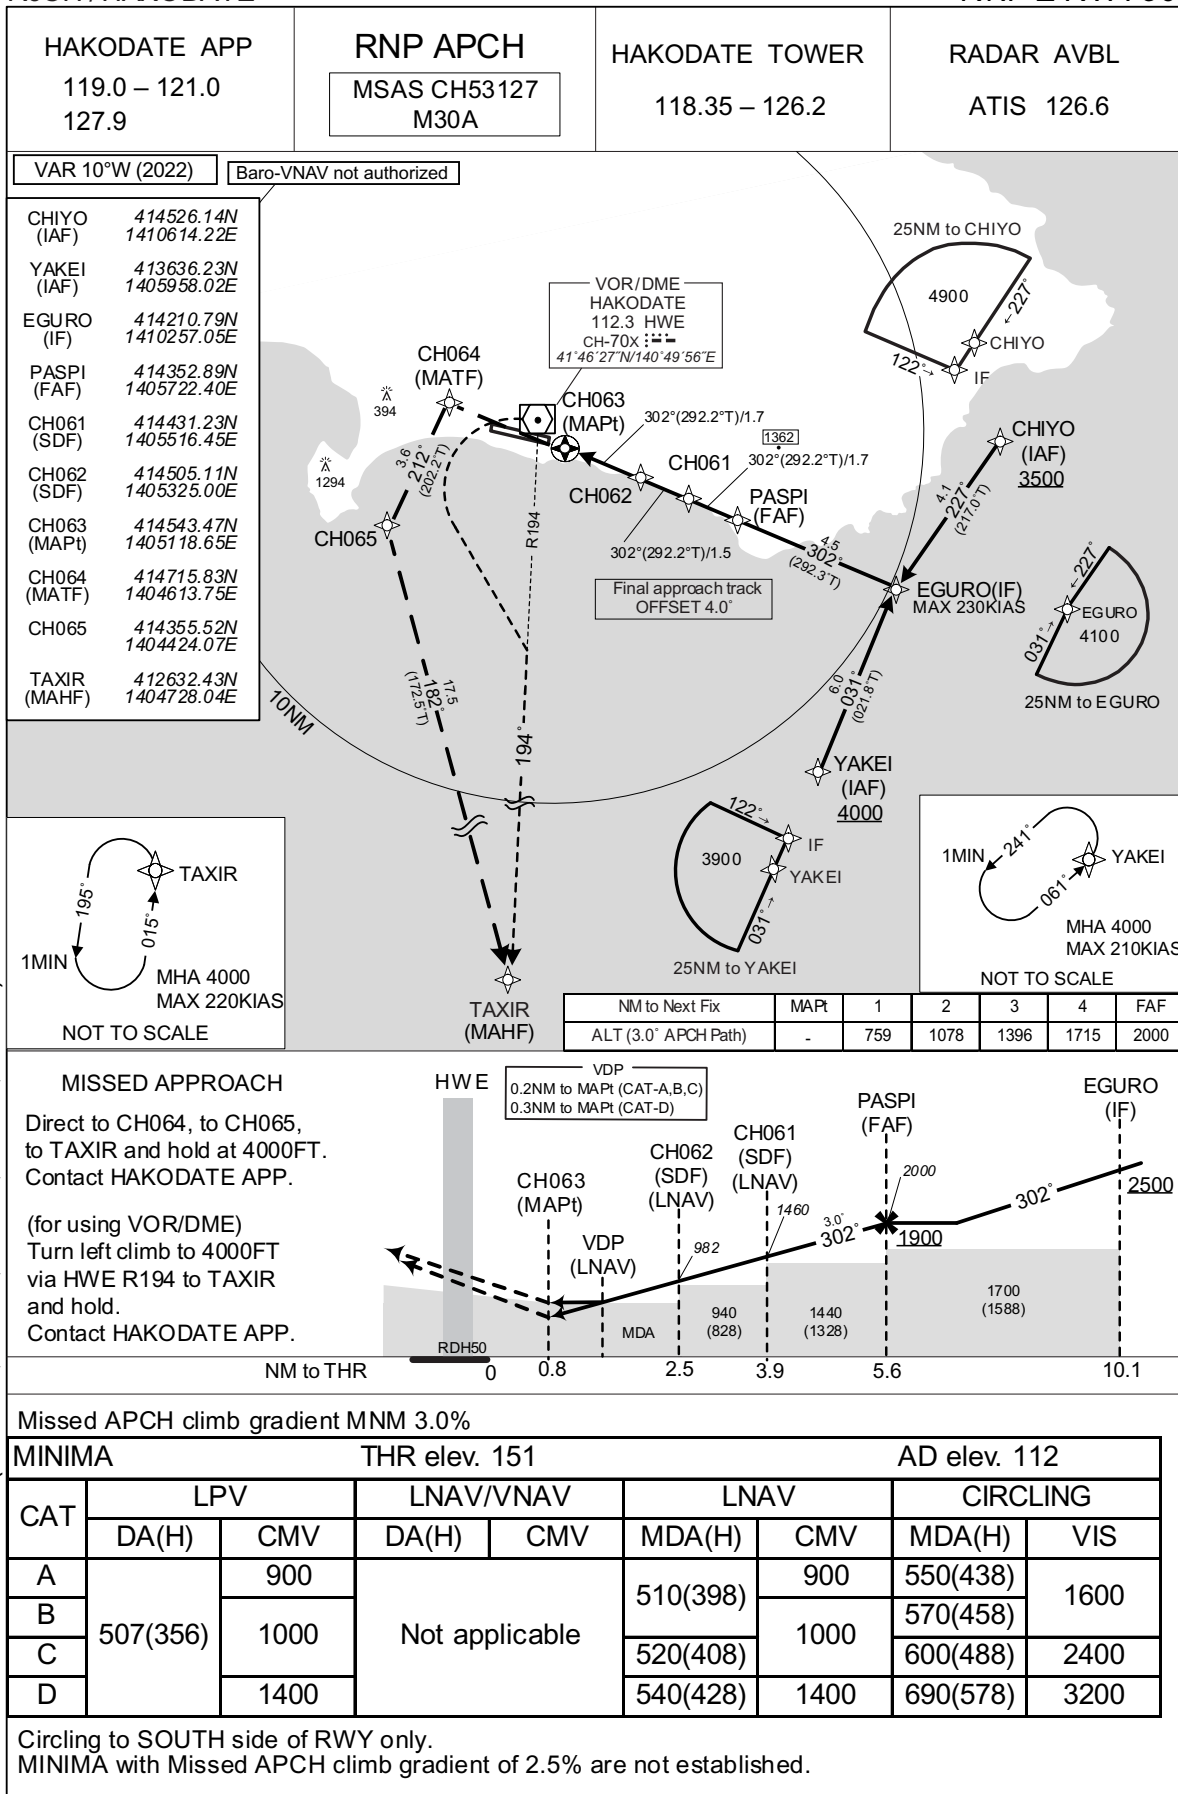 HAKODATE APP
119.0 – 121.0
127.9
RNP APCH
MSAS CH53127
M30A
HAKODATE TOWER
118.35 – 126.2
RADAR AVBL
ATIS 126.6
VAR 10°W (2022)
Baro-VNAV not authorized
CHIYO 414526.14N
(IAF) 1410614.22E
YAKEI 413636.23N
(IAF) 1405958.02E
EGURO 414210.79N
(IF) 1410257.05E
PASPI 414352.89N
(FAF) 1405722.40E
CH061 414431.23N
(SDF) 1405516.45E
CH062 414505.11N
(SDF) 1405325.00E
CH063 414543.47N
(MAPt) 1405118.65E
CH064 414715.83N
(MATF) 1404613.75E
CH065 414355.52N
1404424.07E
TAXIR 412632.43N
(MAHF) 1404728.04E
25NM to CHIYO
4900
←227°
122°→
CHIYO
IF
VOR/DME
HAKODATE
112.3 HWE
CH-70X
41°46′27″N/140°49′56″E
CH064
(MATF)
394
1294
CH063
(MAPt)
302°(292.2°T)/1.7
1362
CH061
302°(292.2°T)/1.7
CH062
PASPI
(FAF)
302°(292.2°T)/1.5
4.5
302°
(292.3°T)
Final approach track
OFFSET 4.0°
CHIYO
(IAF)
3500
4.1
227°
(217.0°T)
EGURO(IF)
MAX 230KIAS
←227°
EGURO
4100
031°→
25NM to EGURO
3.6
212°
(202.2°T)
CH065
R194
17.5
182°
(172.5°T)
194°
10NM
6.0
031°
(021.8°T)
YAKEI
(IAF)
4000
TAXIR
195°
015°
1MIN
MHA 4000
MAX 220KIAS
NOT TO SCALE
122°→
IF
3900
YAKEI
031°→
25NM to YAKEI
1MIN
241°
061°
YAKEI
MHA 4000
MAX 210KIAS
NOT TO SCALE
TAXIR
(MAHF)
NM to Next Fix MAPt 1 2 3 4 FAF
ALT (3.0° APCH Path) - 759 1078 1396 1715 2000
MISSED APPROACH
Direct to CH064, to CH065,
to TAXIR and hold at 4000FT.
Contact HAKODATE APP.
(for using VOR/DME)
Turn left climb to 4000FT
via HWE R194 to TAXIR
and hold.
Contact HAKODATE APP.
HWE
VDP
0.2NM to MAPt (CAT-A,B,C)
0.3NM to MAPt (CAT-D)
CH063
(MAPt)
VDP
(LNAV)
CH062
(SDF)
(LNAV)
CH061
(SDF)
(LNAV)
PASPI
(FAF)
EGURO
(IF)
2000
1460
982
3.0°
302°
1900
302°
2500
MDA
940
(828)
1440
(1328)
1700
(1588)
RDH50
NM to THR 0 0.8 2.5 3.9 5.6 10.1
Missed APCH climb gradient MNM 3.0%
MINIMA THR elev. 151 AD elev. 112
CAT LPV LNAV/VNAV LNAV CIRCLING
DA(H) CMV DA(H) CMV MDA(H) CMV MDA(H) VIS
A 507(356) 900 Not applicable 510(398) 900 550(438) 1600
B 1000 1000 570(458)
C 520(408) 600(488) 2400
D 1400 540(428) 1400 690(578) 3200
Circling to SOUTH side of RWY only.
MINIMA with Missed APCH climb gradient of 2.5% are not established.